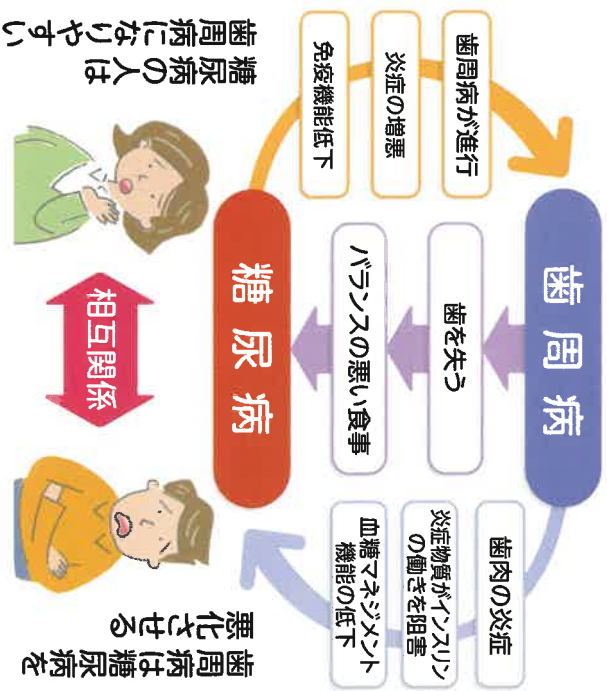 歯周病
歯周病が進行
炎症の増悪
免疫機能低下
歯を失う
バランスの悪い食事
歯肉の炎症
炎症物質がインスリン
の働きを阻害
血糖マネジメント
機能の低下
糖尿病
糖尿病の人は
歯周病になりやすい
相互関係
歯周病は糖尿病を
悪化させる